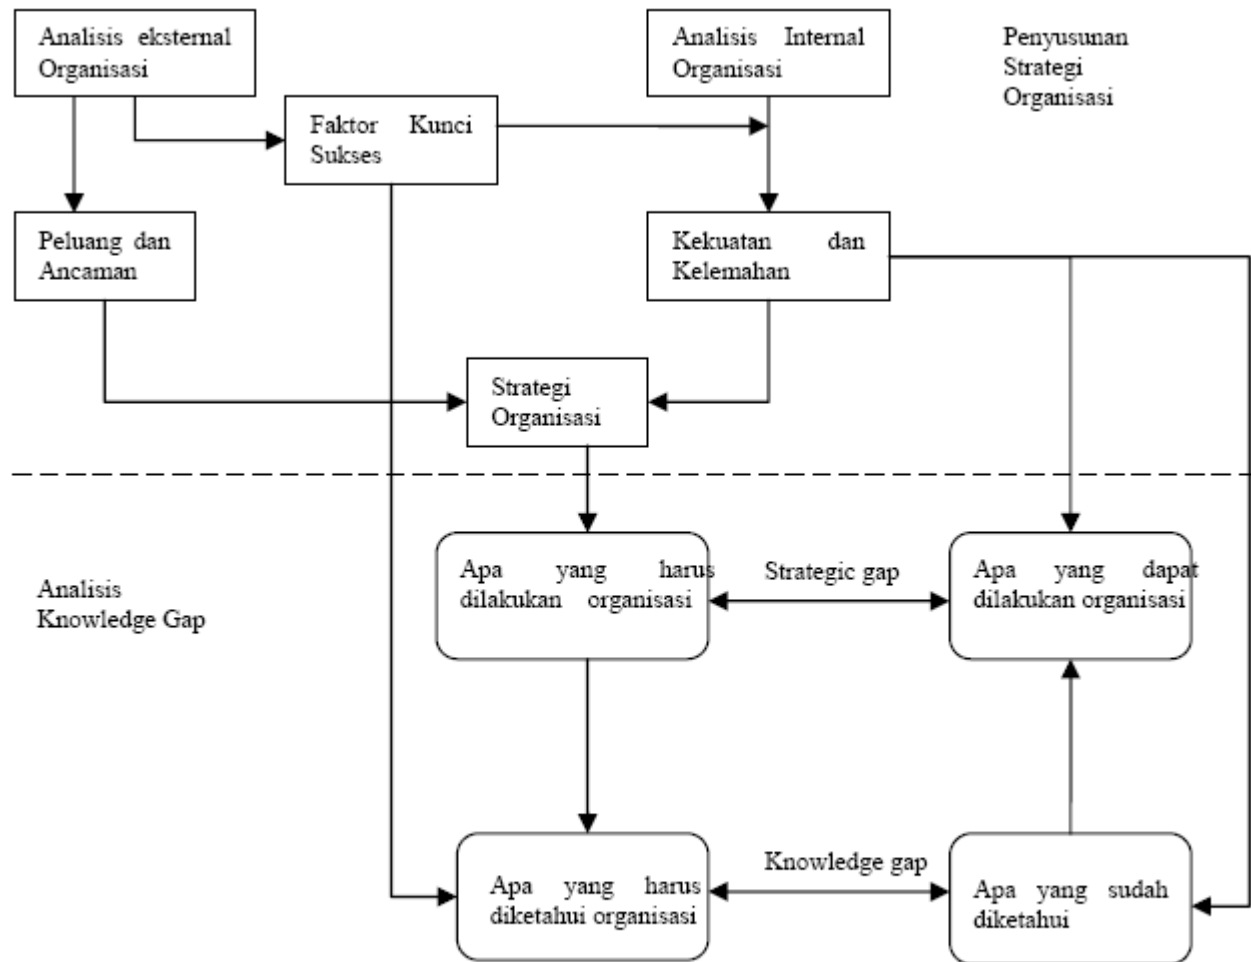 Analisis eksternal
Organisasi
Analisis Internal
Organisasi
Penyusunan
Strategi
Organisasi
Faktor Kunci
Sukses
Peluang dan
Ancaman
Kekuatan dan
Kelemahan
Strategi
Organisasi
Analisis
Knowledge Gap
Apa yang harus
dilakukan organisasi
Strategic gap
Apa yang dapat
dilakukan organisasi
Apa yang harus
diketahui organisasi
Knowledge gap
Apa yang sudah
diketahui